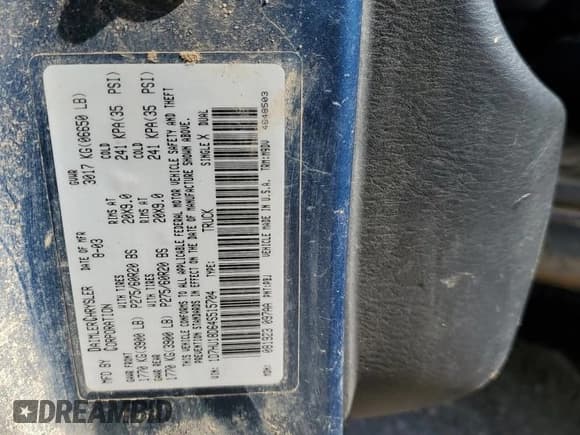 MFD BY DAIMLERCHRYSLER CORPORATION DATE OF MFR 8-03 GVWR 3017 KG(06650 LB)
GAWR FRONT WITH TIRES RIMS AT COLD
1770 KG(3900 LB) P275/60R20 BS 20X9.0 241 KPA(35 PSI)
GAWR REAR WITH TIRES RIMS AT COLD
1770 KG(3900 LB) P275/60R20 BS 20X9.0 241 KPA(35 PSI)
THIS VEHICLE CONFORMS TO ALL APPLICABLE FEDERAL MOTOR VEHICLE SAFETY AND THEFT
PREVENTION STANDARDS IN EFFECT ON THE DATE OF MANUFACTURE SHOWN ABOVE.
TYPE: TRUCK SINGLE X DUAL
MDH: 081923 VEHICLE MADE IN U.S.A. 4648503
DREAMBID